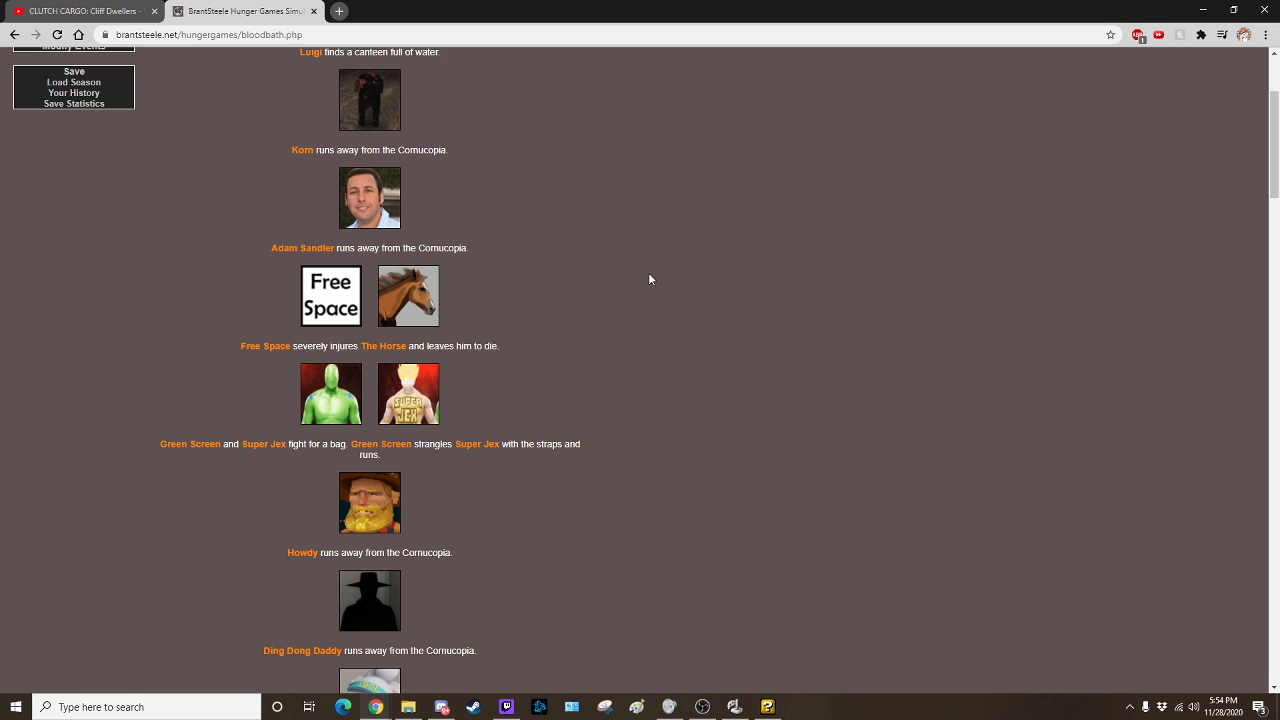 CLUTCH CARGO: Cliff Dwellers -
BrantSteele Hunger Games Simu
brantsteele.net/hungergames/bloodbath.php
Modify Events
Save
Load Season
Your History
Save Statistics
Luigi finds a canteen full of water.
Korn runs away from the Cornucopia.
Adam Sandler runs away from the Cornucopia.
Free
Space
Free Space severely injures The Horse and leaves him to die.
SUPER
JEX
Green Screen and Super Jex fight for a bag. Green Screen strangles Super Jex with the straps and
runs.
Howdy runs away from the Cornucopia.
Ding Dong Daddy runs away from the Cornucopia.
Type here to search
5:54 PM
11/28/2020